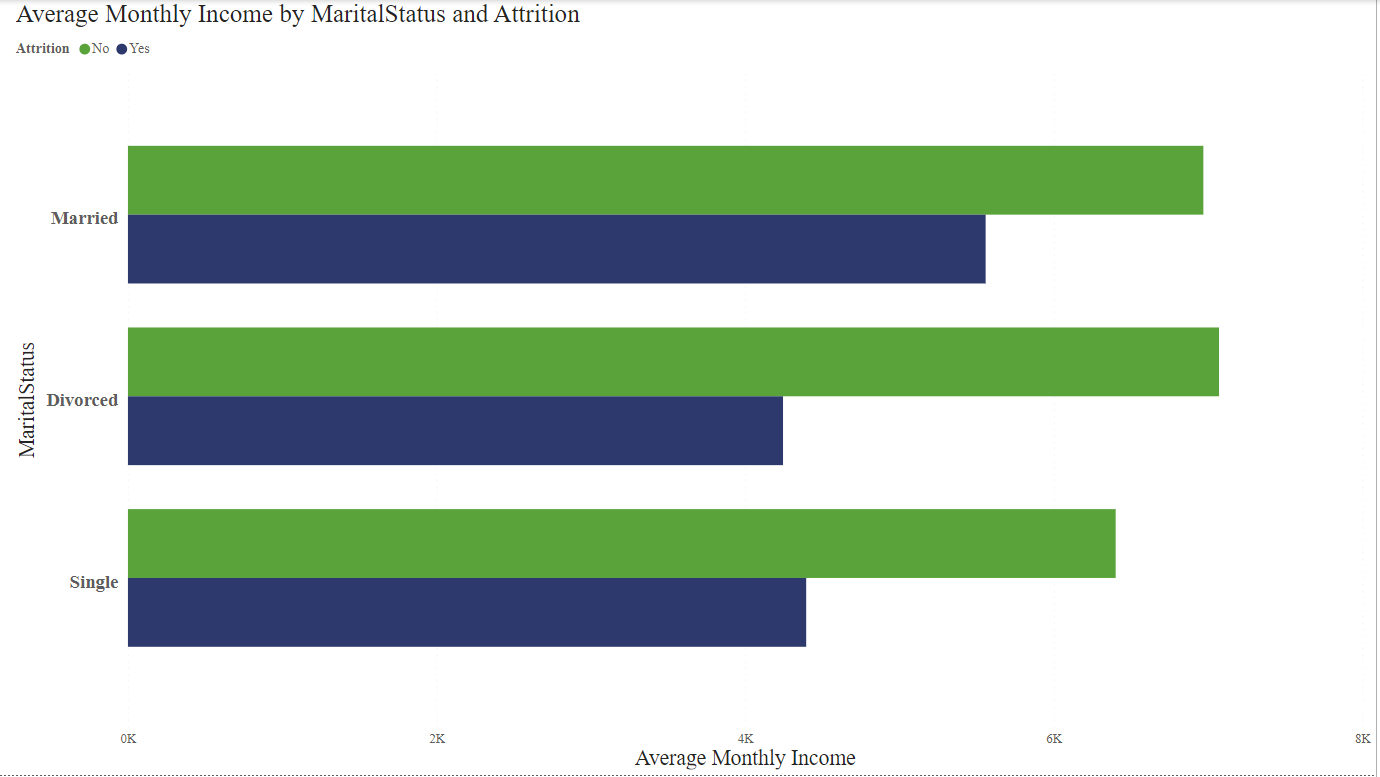 Average Monthly Income by MaritalStatus and Attrition
Attrition No Yes
Married
Divorced
Single
MaritalStatus
0K 2K 4K 6K 8K
Average Monthly Income